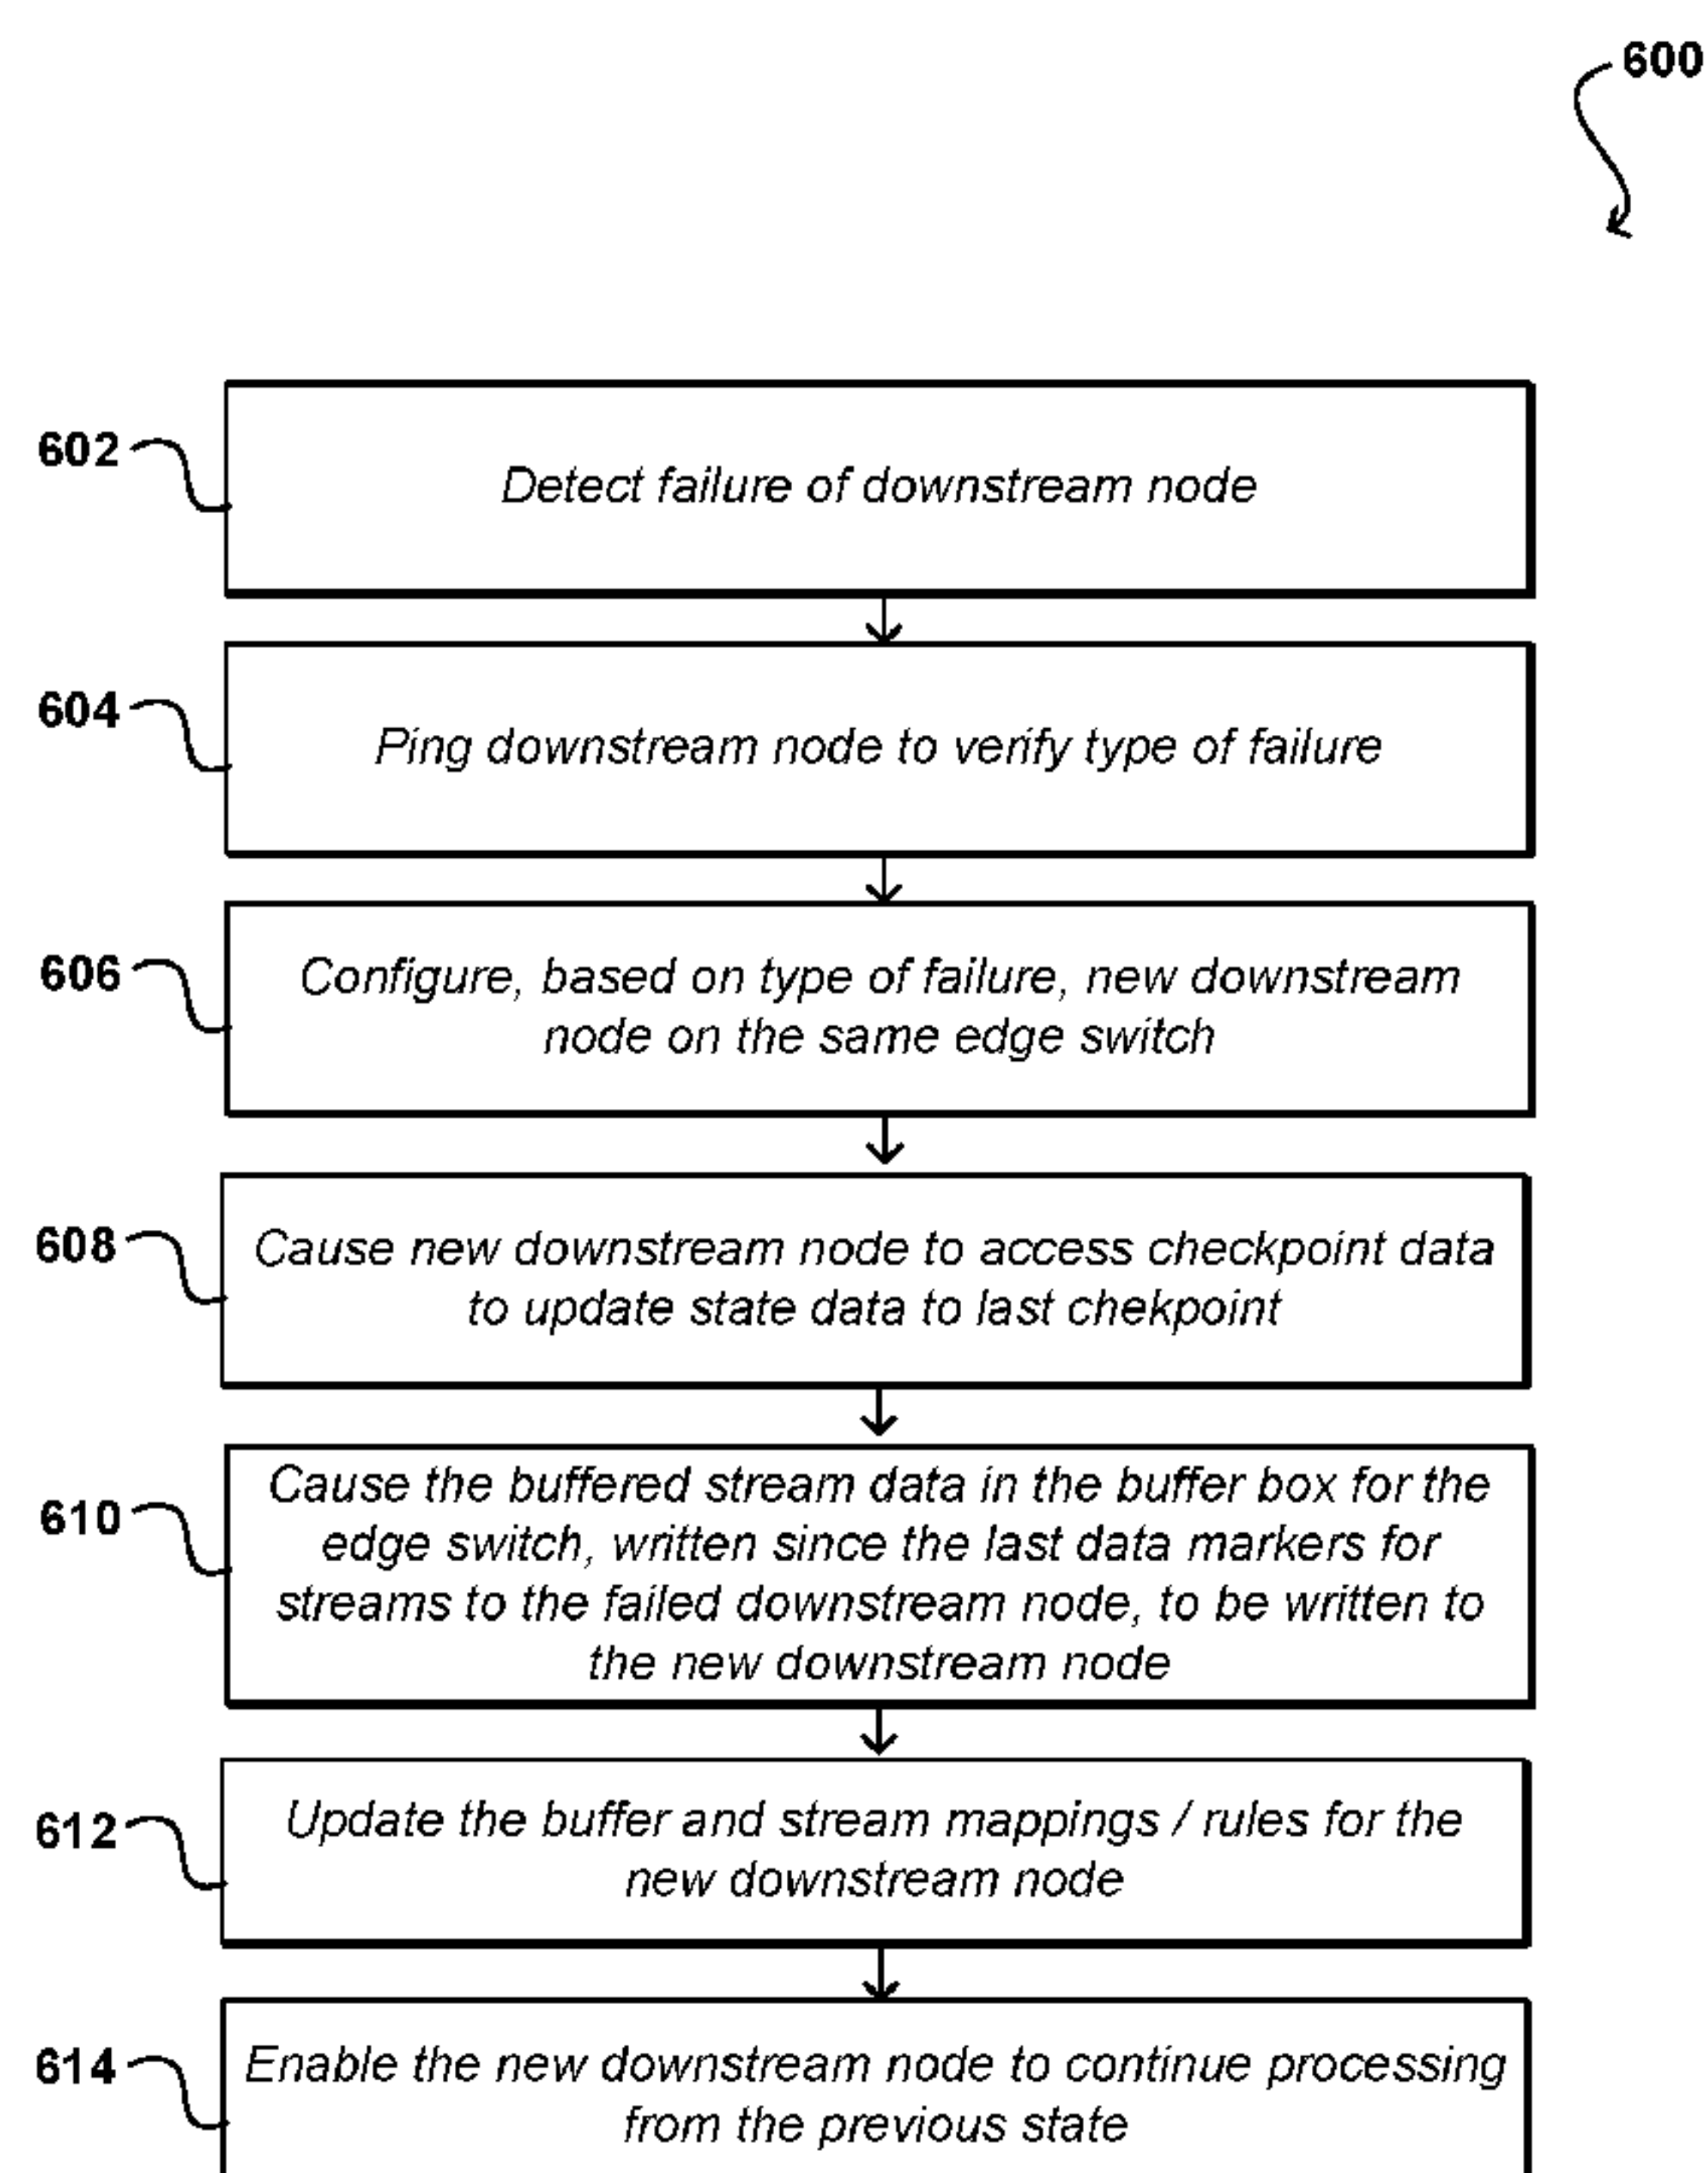 600
602
Detect failure of downstream node
604
Ping downstream node to verify type of failure
606
Configure, based on type of failure, new downstream
node on the same edge switch
608
Cause new downstream node to access checkpoint data
to update state data to last chekpoint
610
Cause the buffered stream data in the buffer box for the
edge switch, written since the last data markers for
streams to the failed downstream node, to be written to
the new downstream node
612
Update the buffer and stream mappings / rules for the
new downstream node
614
Enable the new downstream node to continue processing
from the previous state